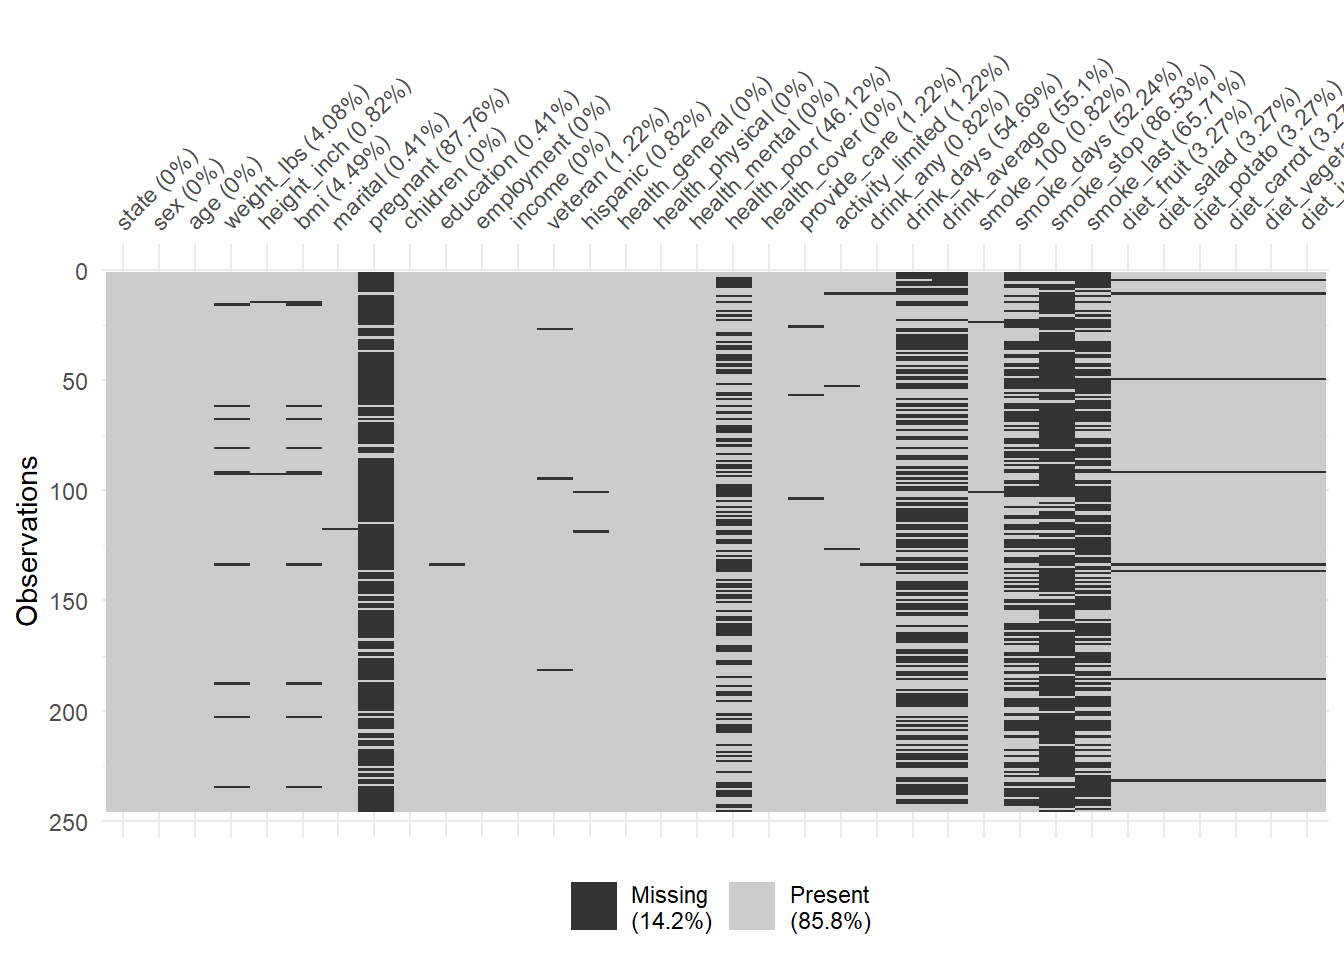 state (0%)
sex (0%)
age (0%)
weight_lbs (4.08%)
height_inch (0.82%)
bmi (4.49%)
marital (0.41%)
pregnant (87.76%)
children (0%)
education (0.41%)
employment (0%)
income (0%)
veteran (1.22%)
hispanic (0.82%)
health_general (0%)
health_physical (0%)
health_mental (0%)
health_poor (46.12%)
health_cover (0%)
provide_care (1.22%)
activity_limited (1.22%)
drink_any (0.82%)
drink_days (54.69%)
drink_average (55.1%)
smoke_100 (0.82%)
smoke_days (52.24%)
smoke_stop (86.53%)
smoke_last (65.71%)
diet_fruit (3.27%)
diet_salad (3.27%)
diet_potato (3.27%)
diet_carrot (3.27
diet_veget
diet_
Observations
0
50
100
150
200
250
Missing
(14.2%)
Present
(85.8%)